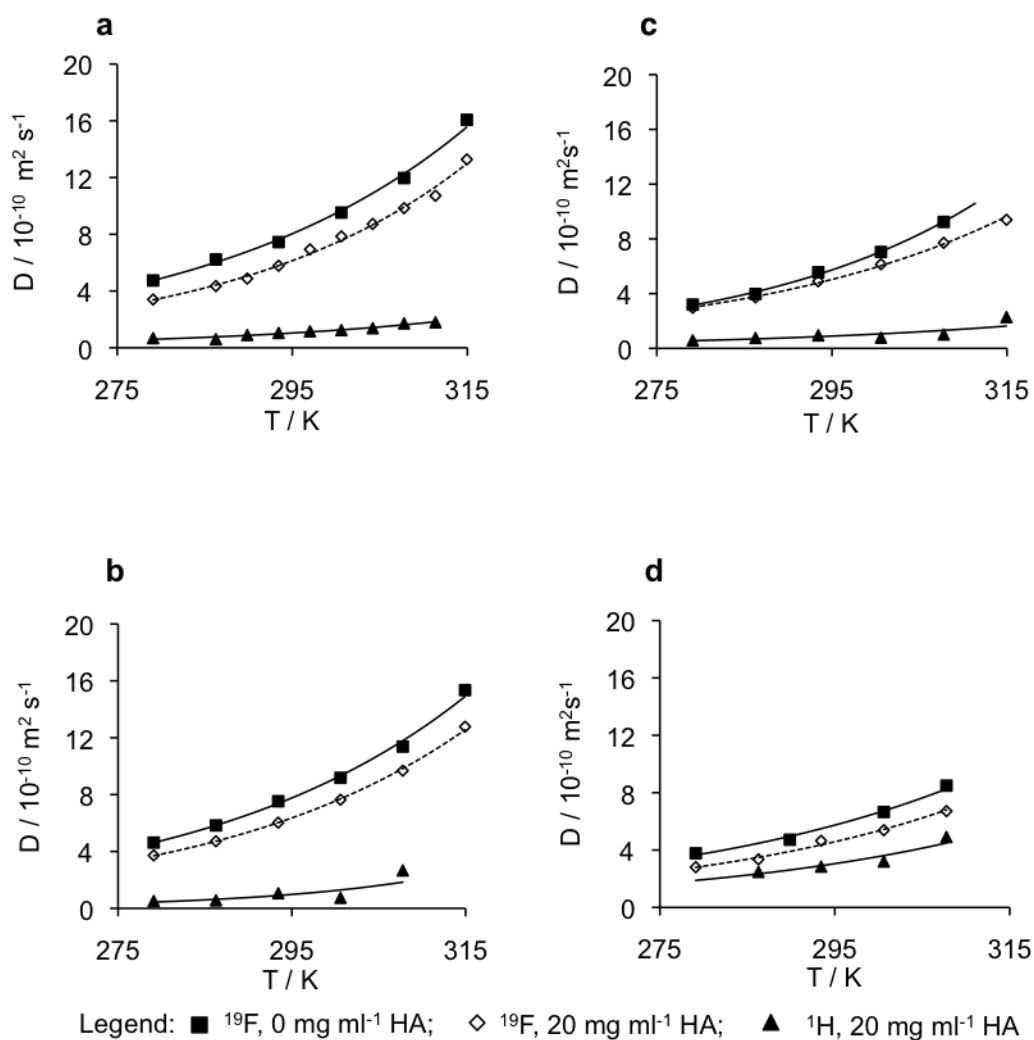 a
20
16
12
8
4
0
D / 10⁻¹⁰ m² s⁻¹
275 295 315
T / K
c
20
16
12
8
4
0
D / 10⁻¹⁰ m²s⁻¹
275 295 315
T / K
b
20
16
12
8
4
0
D / 10⁻¹⁰ m² s⁻¹
275 295 315
T / K
d
20
16
12
8
4
0
D / 10⁻¹⁰ m²s⁻¹
275 295 315
T / K
Legend: ■ ¹⁹F, 0 mg ml⁻¹ HA; ◇ ¹⁹F, 20 mg ml⁻¹ HA; ▲ ¹H, 20 mg ml⁻¹ HA